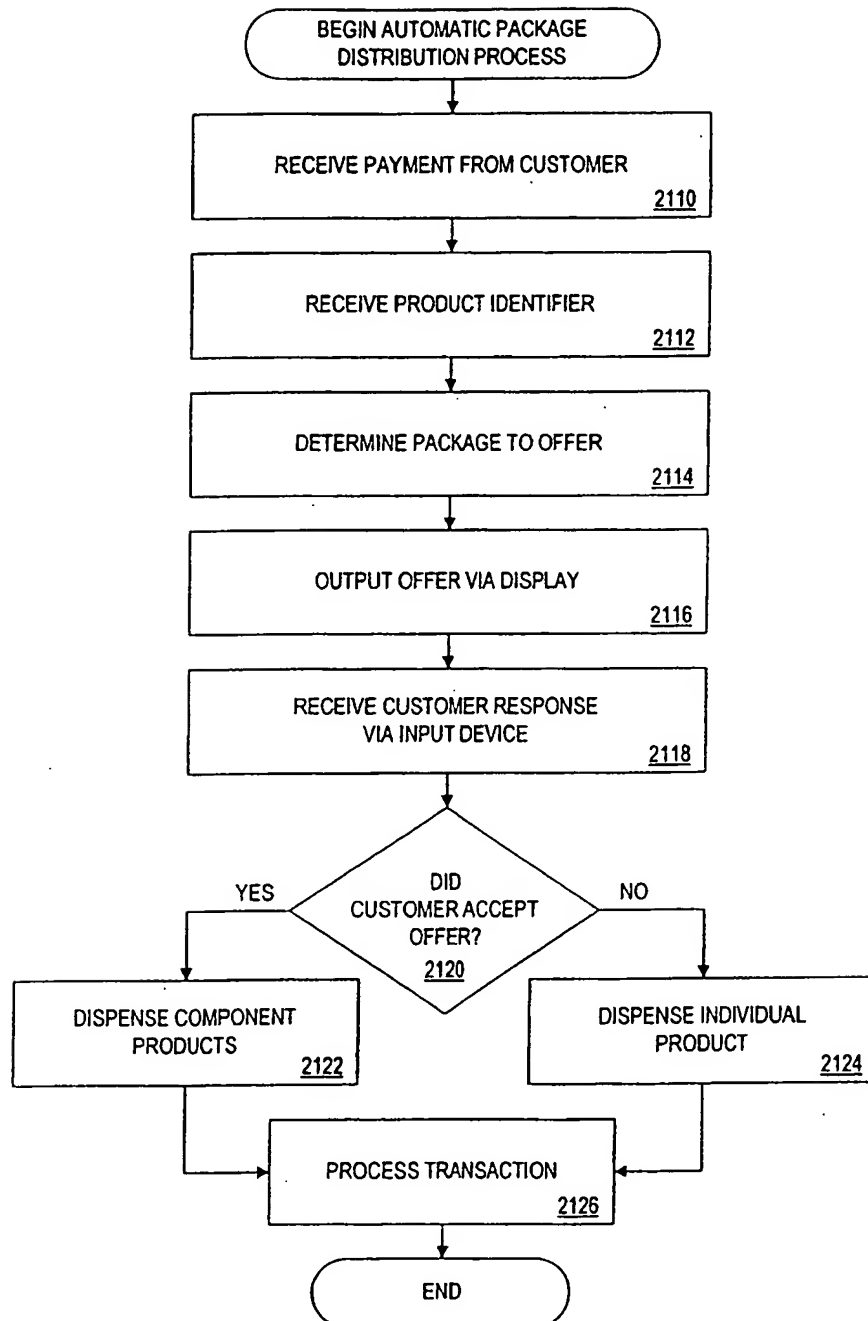 BEGIN AUTOMATIC PACKAGE
DISTRIBUTION PROCESS
RECEIVE PAYMENT FROM CUSTOMER
2110
RECEIVE PRODUCT IDENTIFIER
2112
DETERMINE PACKAGE TO OFFER
2114
OUTPUT OFFER VIA DISPLAY
2116
RECEIVE CUSTOMER RESPONSE
VIA INPUT DEVICE
2118
YES
DID
CUSTOMER ACCEPT
OFFER?
2120
NO
DISPENSE COMPONENT
PRODUCTS
2122
DISPENSE INDIVIDUAL
PRODUCT
2124
PROCESS TRANSACTION
2126
END